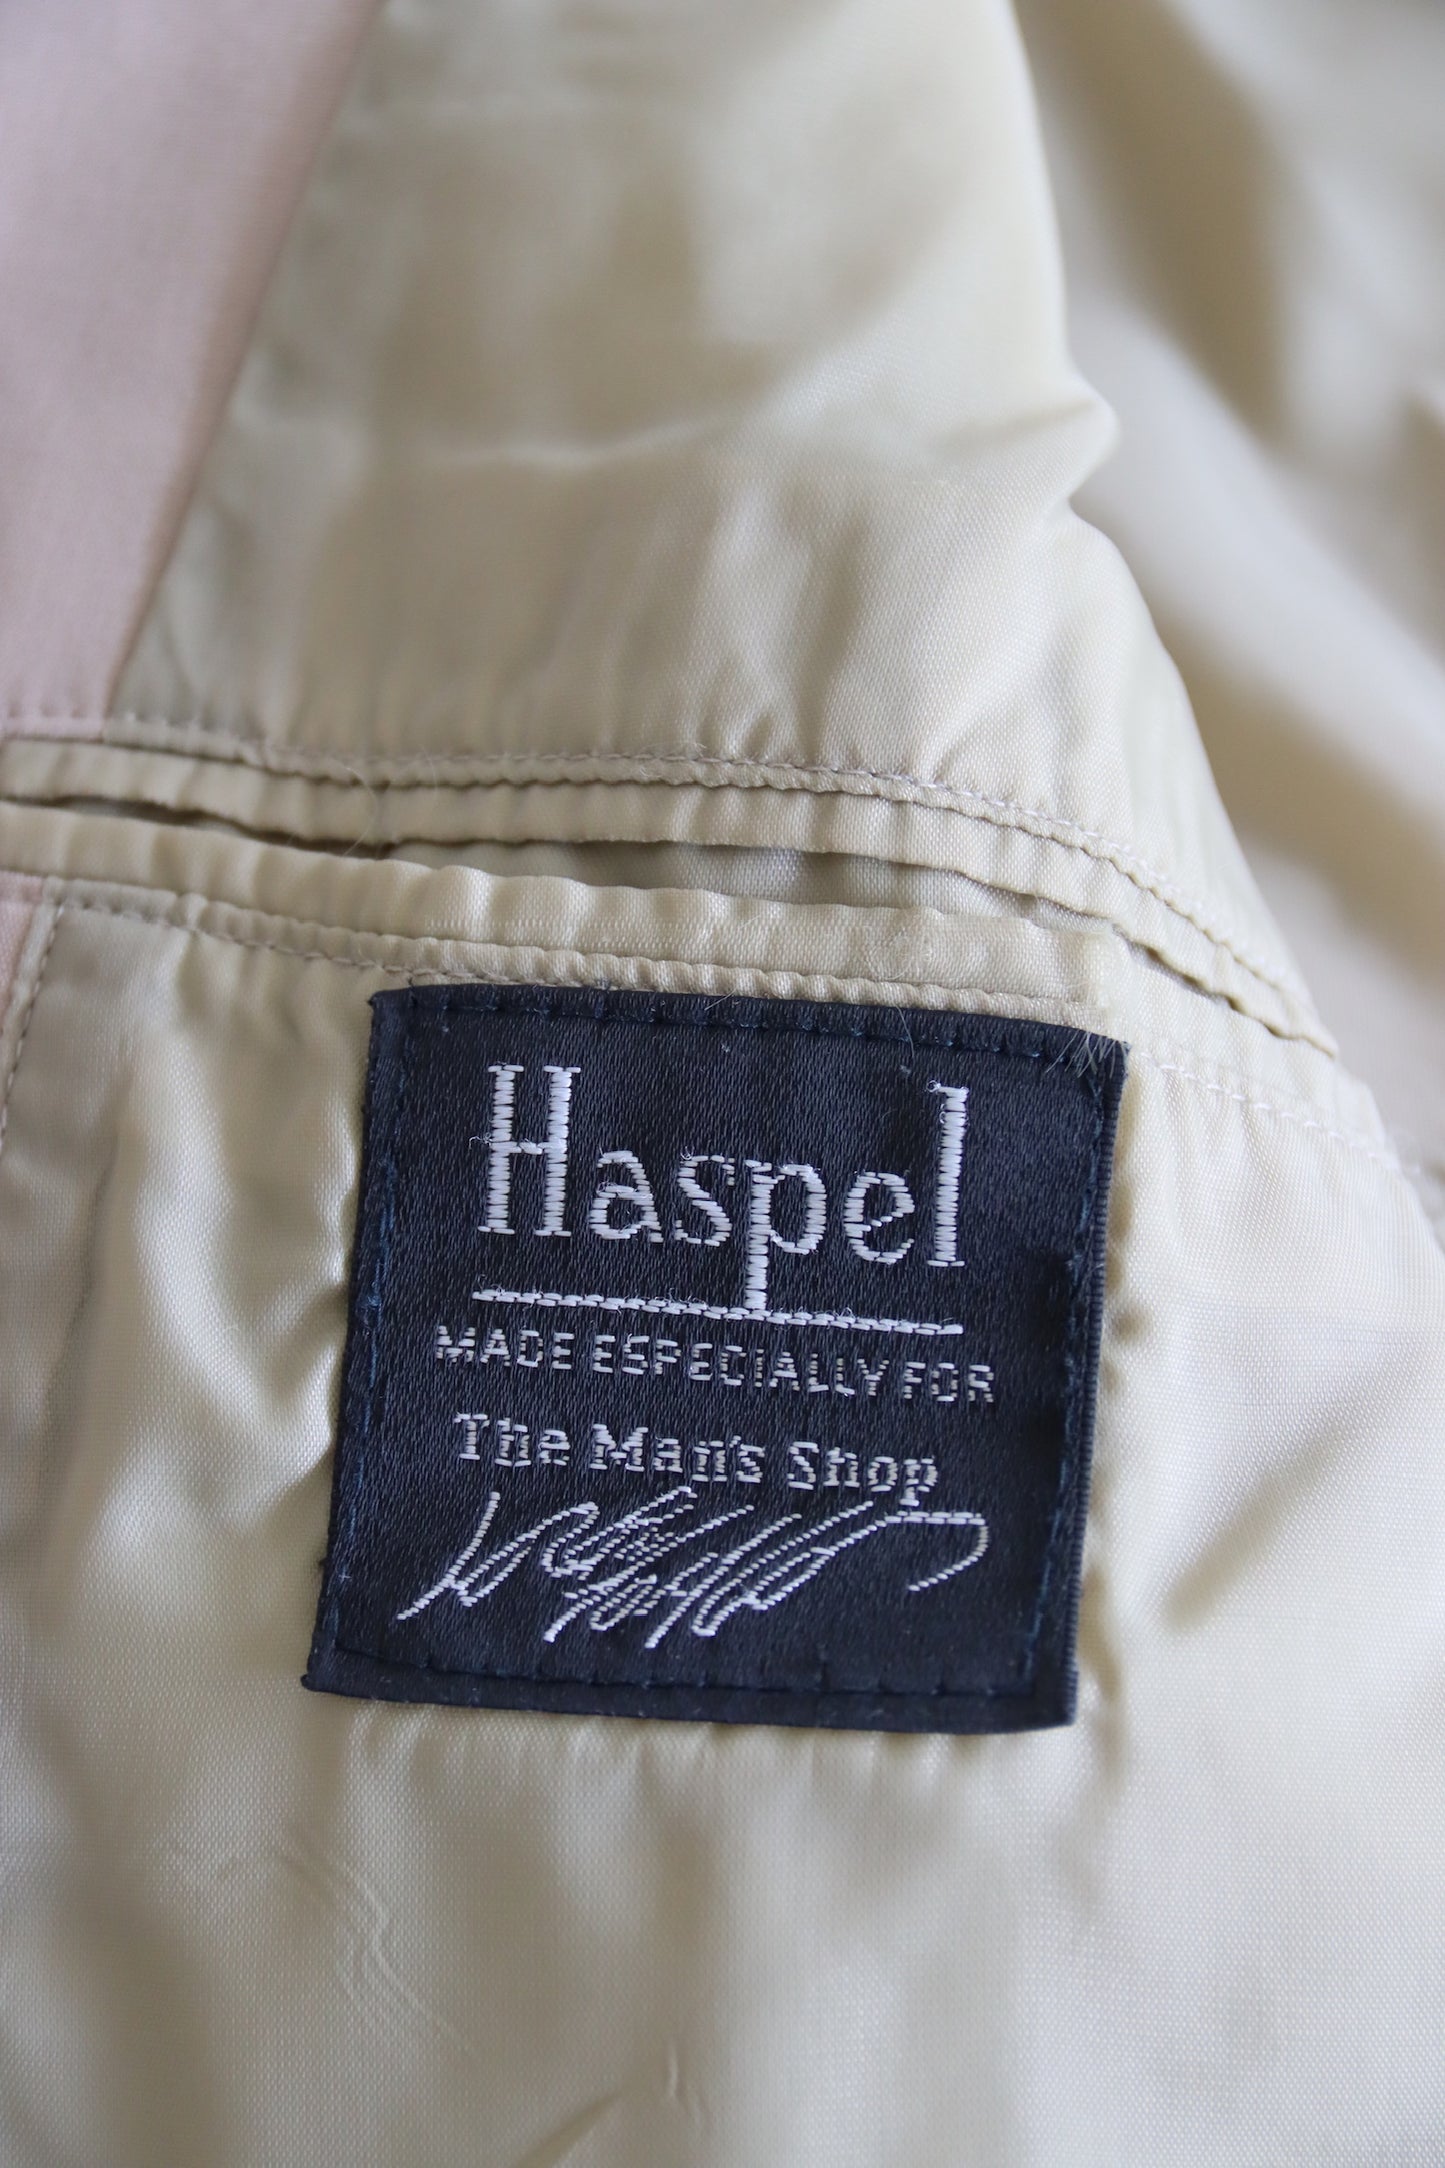 Haspel
MADE ESPECIALLY FOR
The Man's Shop